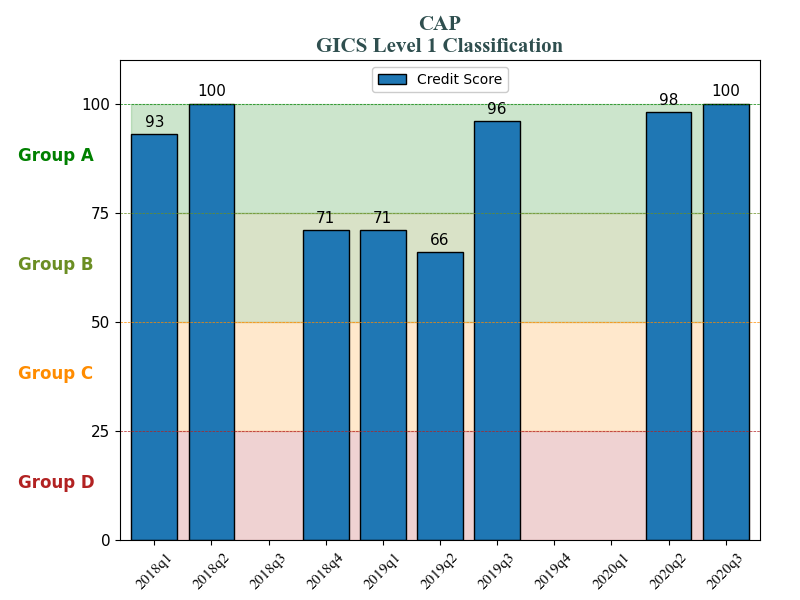 CAP
GICS Level 1 Classification
Credit Score
100
75
50
25
0
Group A
Group B
Group C
Group D
93
100
71
71
66
96
98
100
2018q1
2018q2
2018q3
2018q4
2019q1
2019q2
2019q3
2019q4
2020q1
2020q2
2020q3